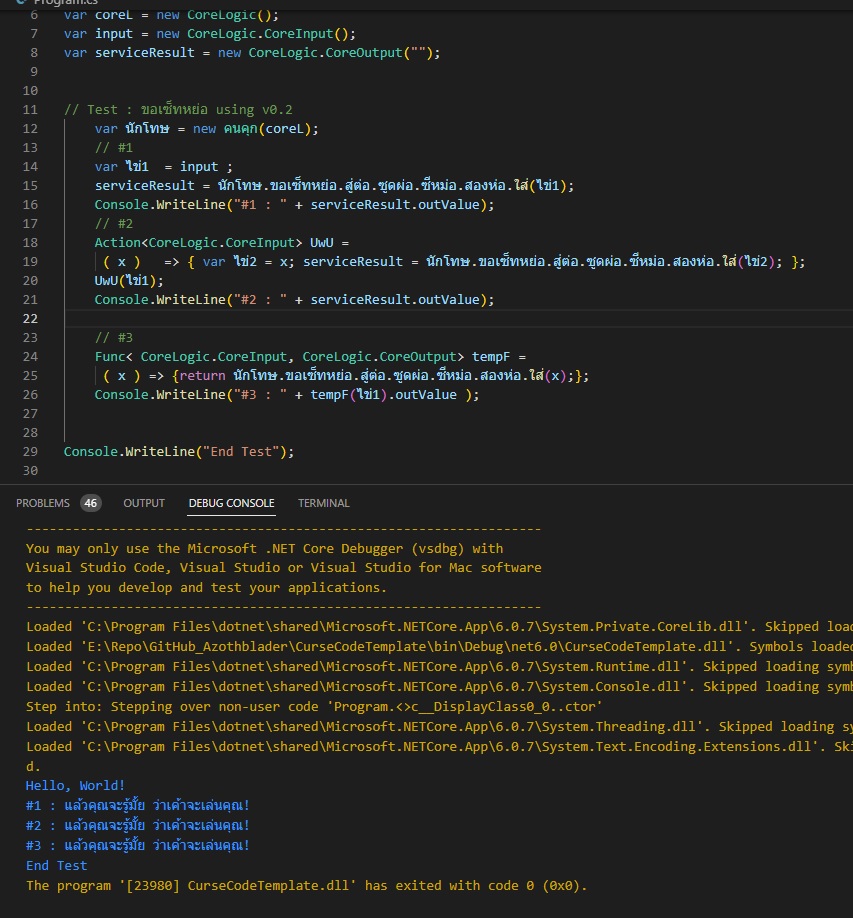 Program.cs
6 var coreL = new CoreLogic();
7 var input = new CoreLogic.CoreInput();
8 var serviceResult = new CoreLogic.CoreOutput("");
9
10
11 // Test : ขอเซ็ทหย่อ using v0.2
12 var นักโทษ = new คนคุก(coreL);
13 // #1
14 var ไข่1 = input ;
15 serviceResult = นักโทษ.ขอเซ็ทหย่อ.สู่ต่อ.ซูดผ่อ.ซีหม่อ.สองห่อ.ใส่(ไข่1);
16 Console.WriteLine("#1 : " + serviceResult.outValue);
17 // #2
18 Action<CoreLogic.CoreInput> UwU =
19 ( x ) => { var ไข่2 = x; serviceResult = นักโทษ.ขอเซ็ทหย่อ.สู่ต่อ.ซูดผ่อ.ซีหม่อ.สองห่อ.ใส่(ไข่2); };
20 UwU(ไข่1);
21 Console.WriteLine("#2 : " + serviceResult.outValue);
22
23 // #3
24 Func< CoreLogic.CoreInput, CoreLogic.CoreOutput> tempF =
25 ( x ) => {return นักโทษ.ขอเซ็ทหย่อ.สู่ต่อ.ซูดผ่อ.ซีหม่อ.สองห่อ.ใส่(x);};
26 Console.WriteLine("#3 : " + tempF(ไข่1).outValue );
27
28
29 Console.WriteLine("End Test");
30
PROBLEMS 46 OUTPUT DEBUG CONSOLE TERMINAL
-------------------------------------------------------------------
You may only use the Microsoft .NET Core Debugger (vsdbg) with
Visual Studio Code, Visual Studio or Visual Studio for Mac software
to help you develop and test your applications.
-------------------------------------------------------------------
Loaded 'C:\Program Files\dotnet\shared\Microsoft.NETCore.App\6.0.7\System.Private.CoreLib.dll'. Skipped load
Loaded 'E:\Repo\GitHub_Azothblader\CurseCodeTemplate\bin\Debug\net6.0\CurseCodeTemplate.dll'. Symbols loaded
Loaded 'C:\Program Files\dotnet\shared\Microsoft.NETCore.App\6.0.7\System.Runtime.dll'. Skipped loading symb
Loaded 'C:\Program Files\dotnet\shared\Microsoft.NETCore.App\6.0.7\System.Console.dll'. Skipped loading symb
Step into: Stepping over non-user code 'Program.<>c__DisplayClass0_0..ctor'
Loaded 'C:\Program Files\dotnet\shared\Microsoft.NETCore.App\6.0.7\System.Threading.dll'. Skipped loading sy
Loaded 'C:\Program Files\dotnet\shared\Microsoft.NETCore.App\6.0.7\System.Text.Encoding.Extensions.dll'. Ski
d.
Hello, World!
#1 : แล้วคุณจะรู้มั้ย ว่าเค้าจะเล่นคุณ!
#2 : แล้วคุณจะรู้มั้ย ว่าเค้าจะเล่นคุณ!
#3 : แล้วคุณจะรู้มั้ย ว่าเค้าจะเล่นคุณ!
End Test
The program '[23980] CurseCodeTemplate.dll' has exited with code 0 (0x0).